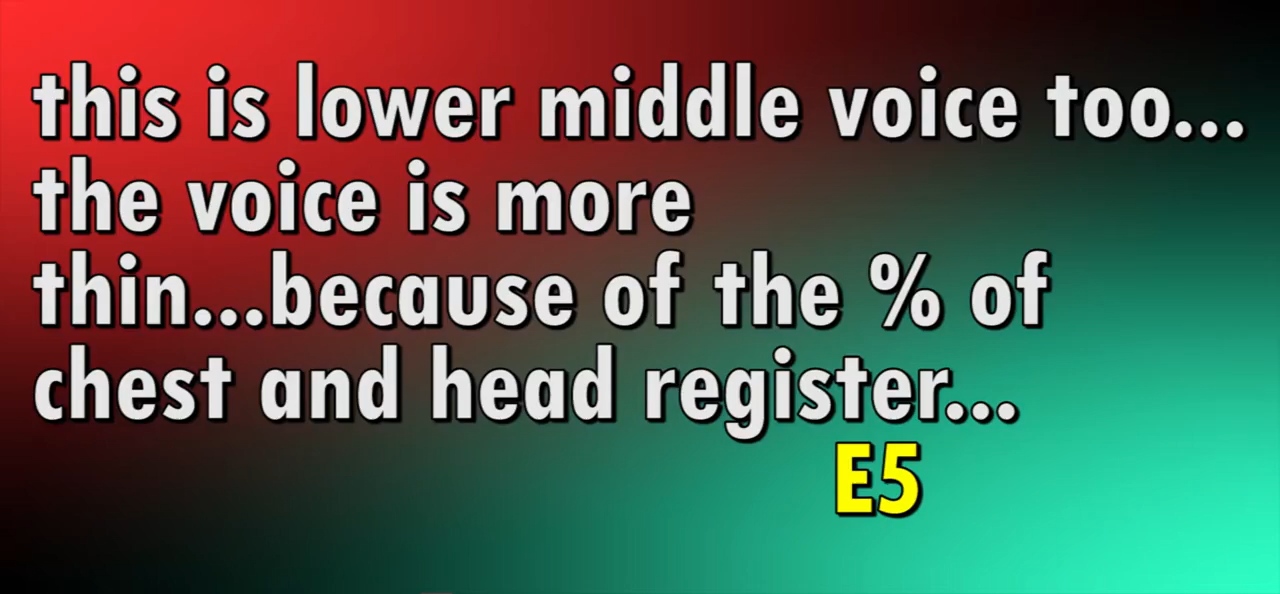 this is lower middle voice too...
the voice is more
thin...because of the % of
chest and head register...
E5